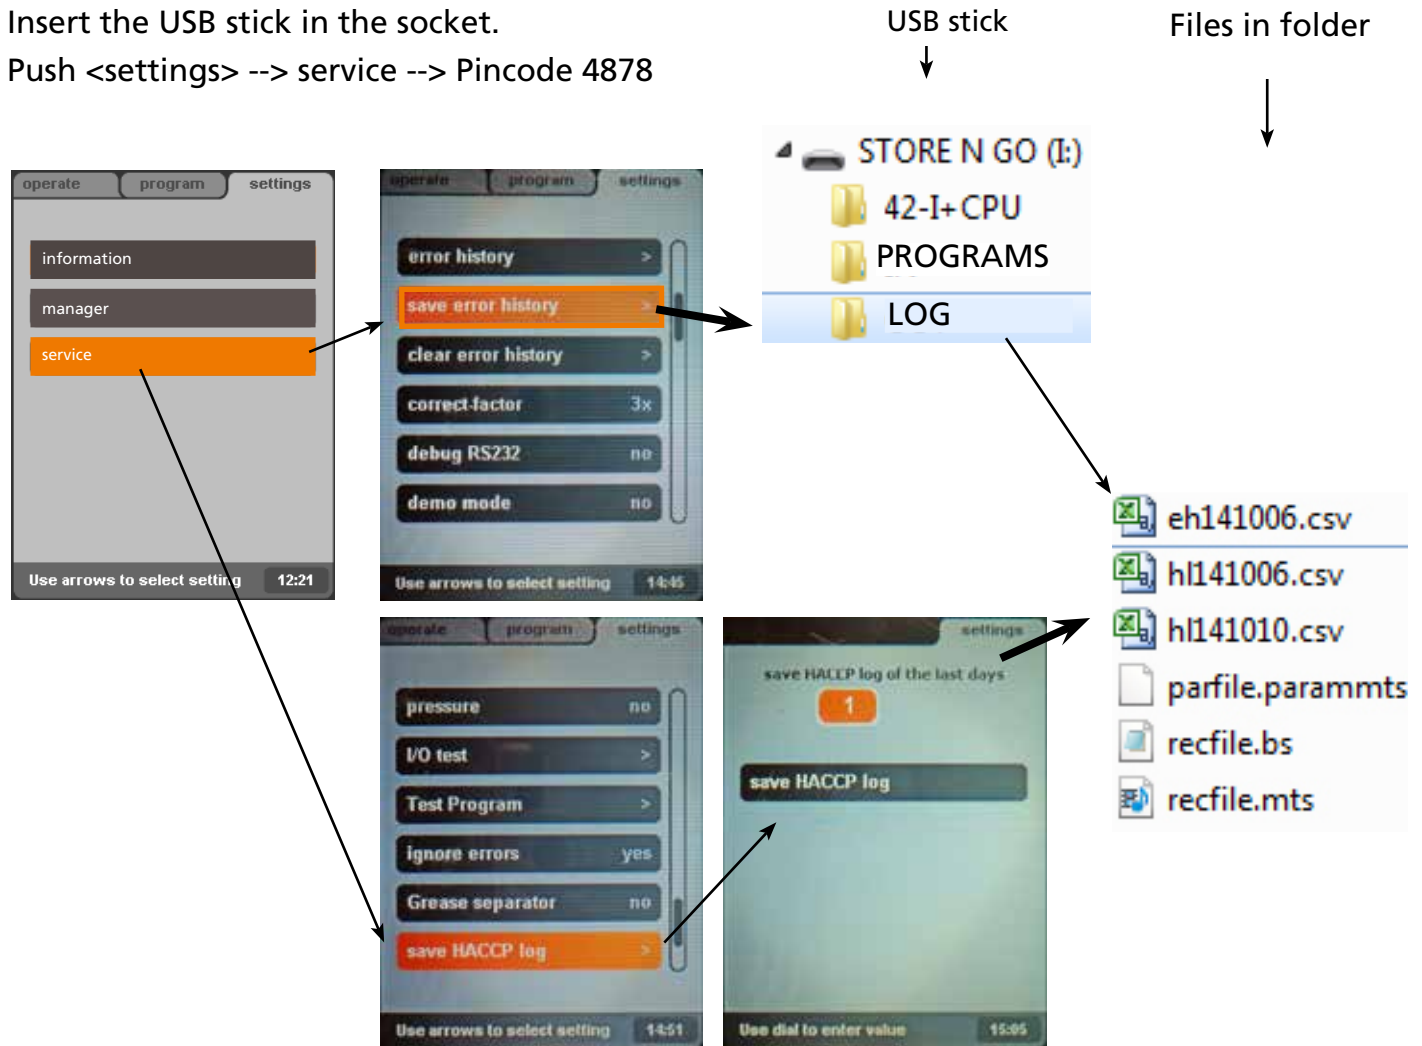 Insert the USB stick in the socket.
Push <settings> --> service --> Pincode 4878
USB stick
Files in folder
operate
program
settings
information
manager
service
Use arrows to select setting
12:21
operate
program
settings
error history >
save error history >
clear error history >
correct-factor 3x
debug RS232 no
demo mode no
Use arrows to select setting
14:45
STORE N GO (I:)
42-I+CPU
PROGRAMS
LOG
operate
program
settings
pressure no
I/O test >
Test Program >
ignore errors yes
Grease separator no
save HACCP log >
Use arrows to select setting
14:51
settings
save HACCP log of the last days
1
save HACCP log
Use dial to enter value
15:05
eh141006.csv
hl141006.csv
hl141010.csv
parfile.parammts
recfile.bs
recfile.mts